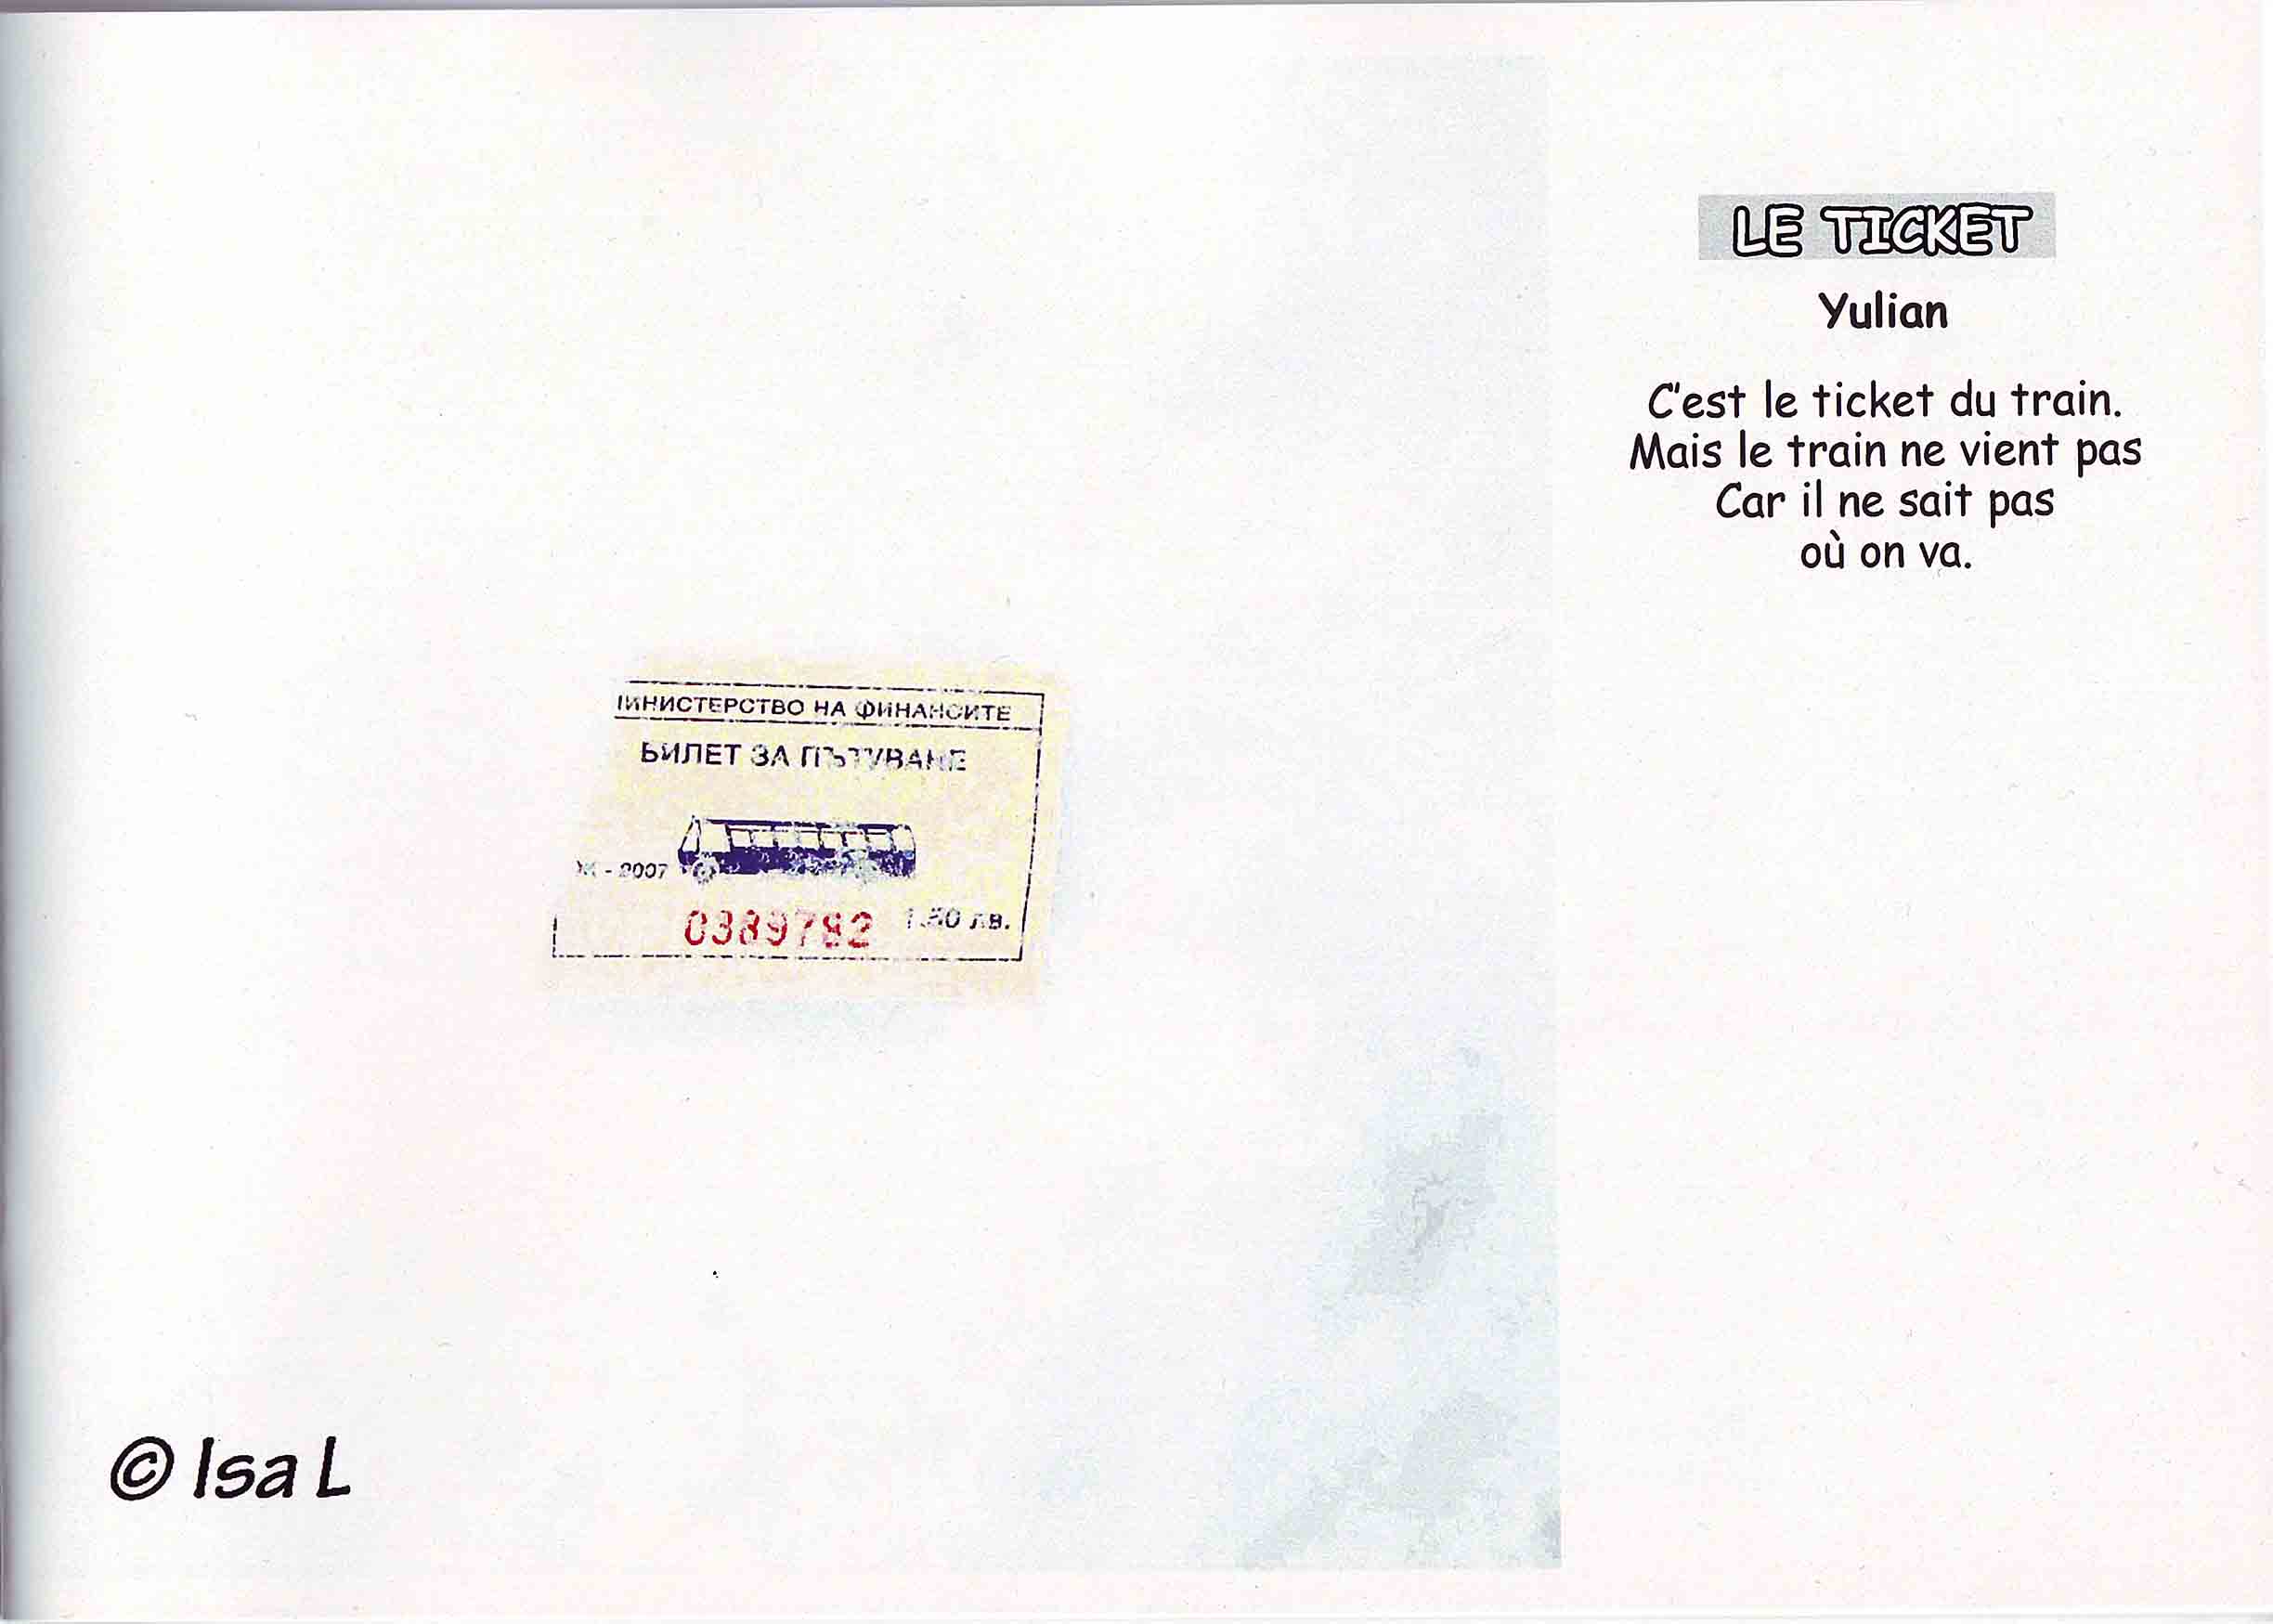 LE TICKET
Yulian
C'est le ticket du train.
Mais le train ne vient pas
Car il ne sait pas
où on va.
МИНИСТЕРСТВО НА ФИНАНСИТЕ
БИЛЕТ ЗА ПЪТУВАНЕ
- 2007
0389782
лв.
© Isa L